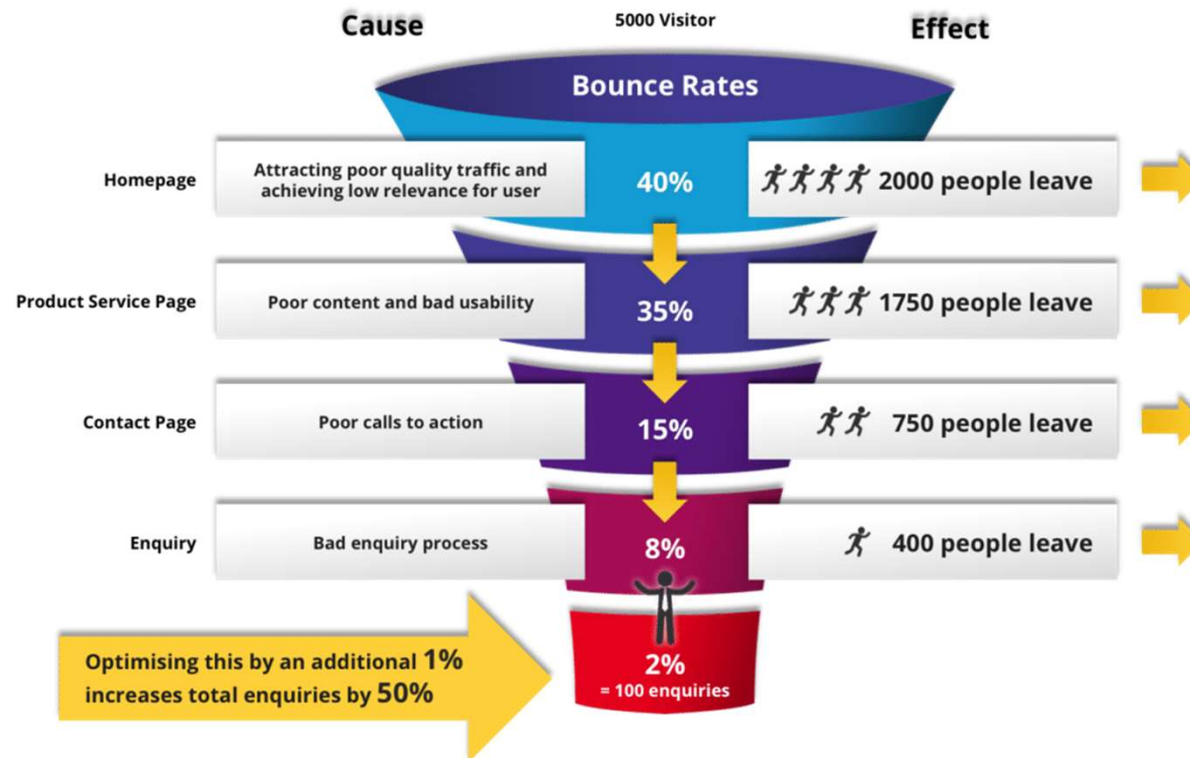 Cause
5000 Visitor
Effect
Bounce Rates
Homepage
Attracting poor quality traffic and
achieving low relevance for user
40%
2000 people leave
Product Service Page
Poor content and bad usability
35%
1750 people leave
Contact Page
Poor calls to action
15%
750 people leave
Enquiry
Bad enquiry process
8%
400 people leave
Optimising this by an additional 1%
increases total enquiries by 50%
2%
= 100 enquiries